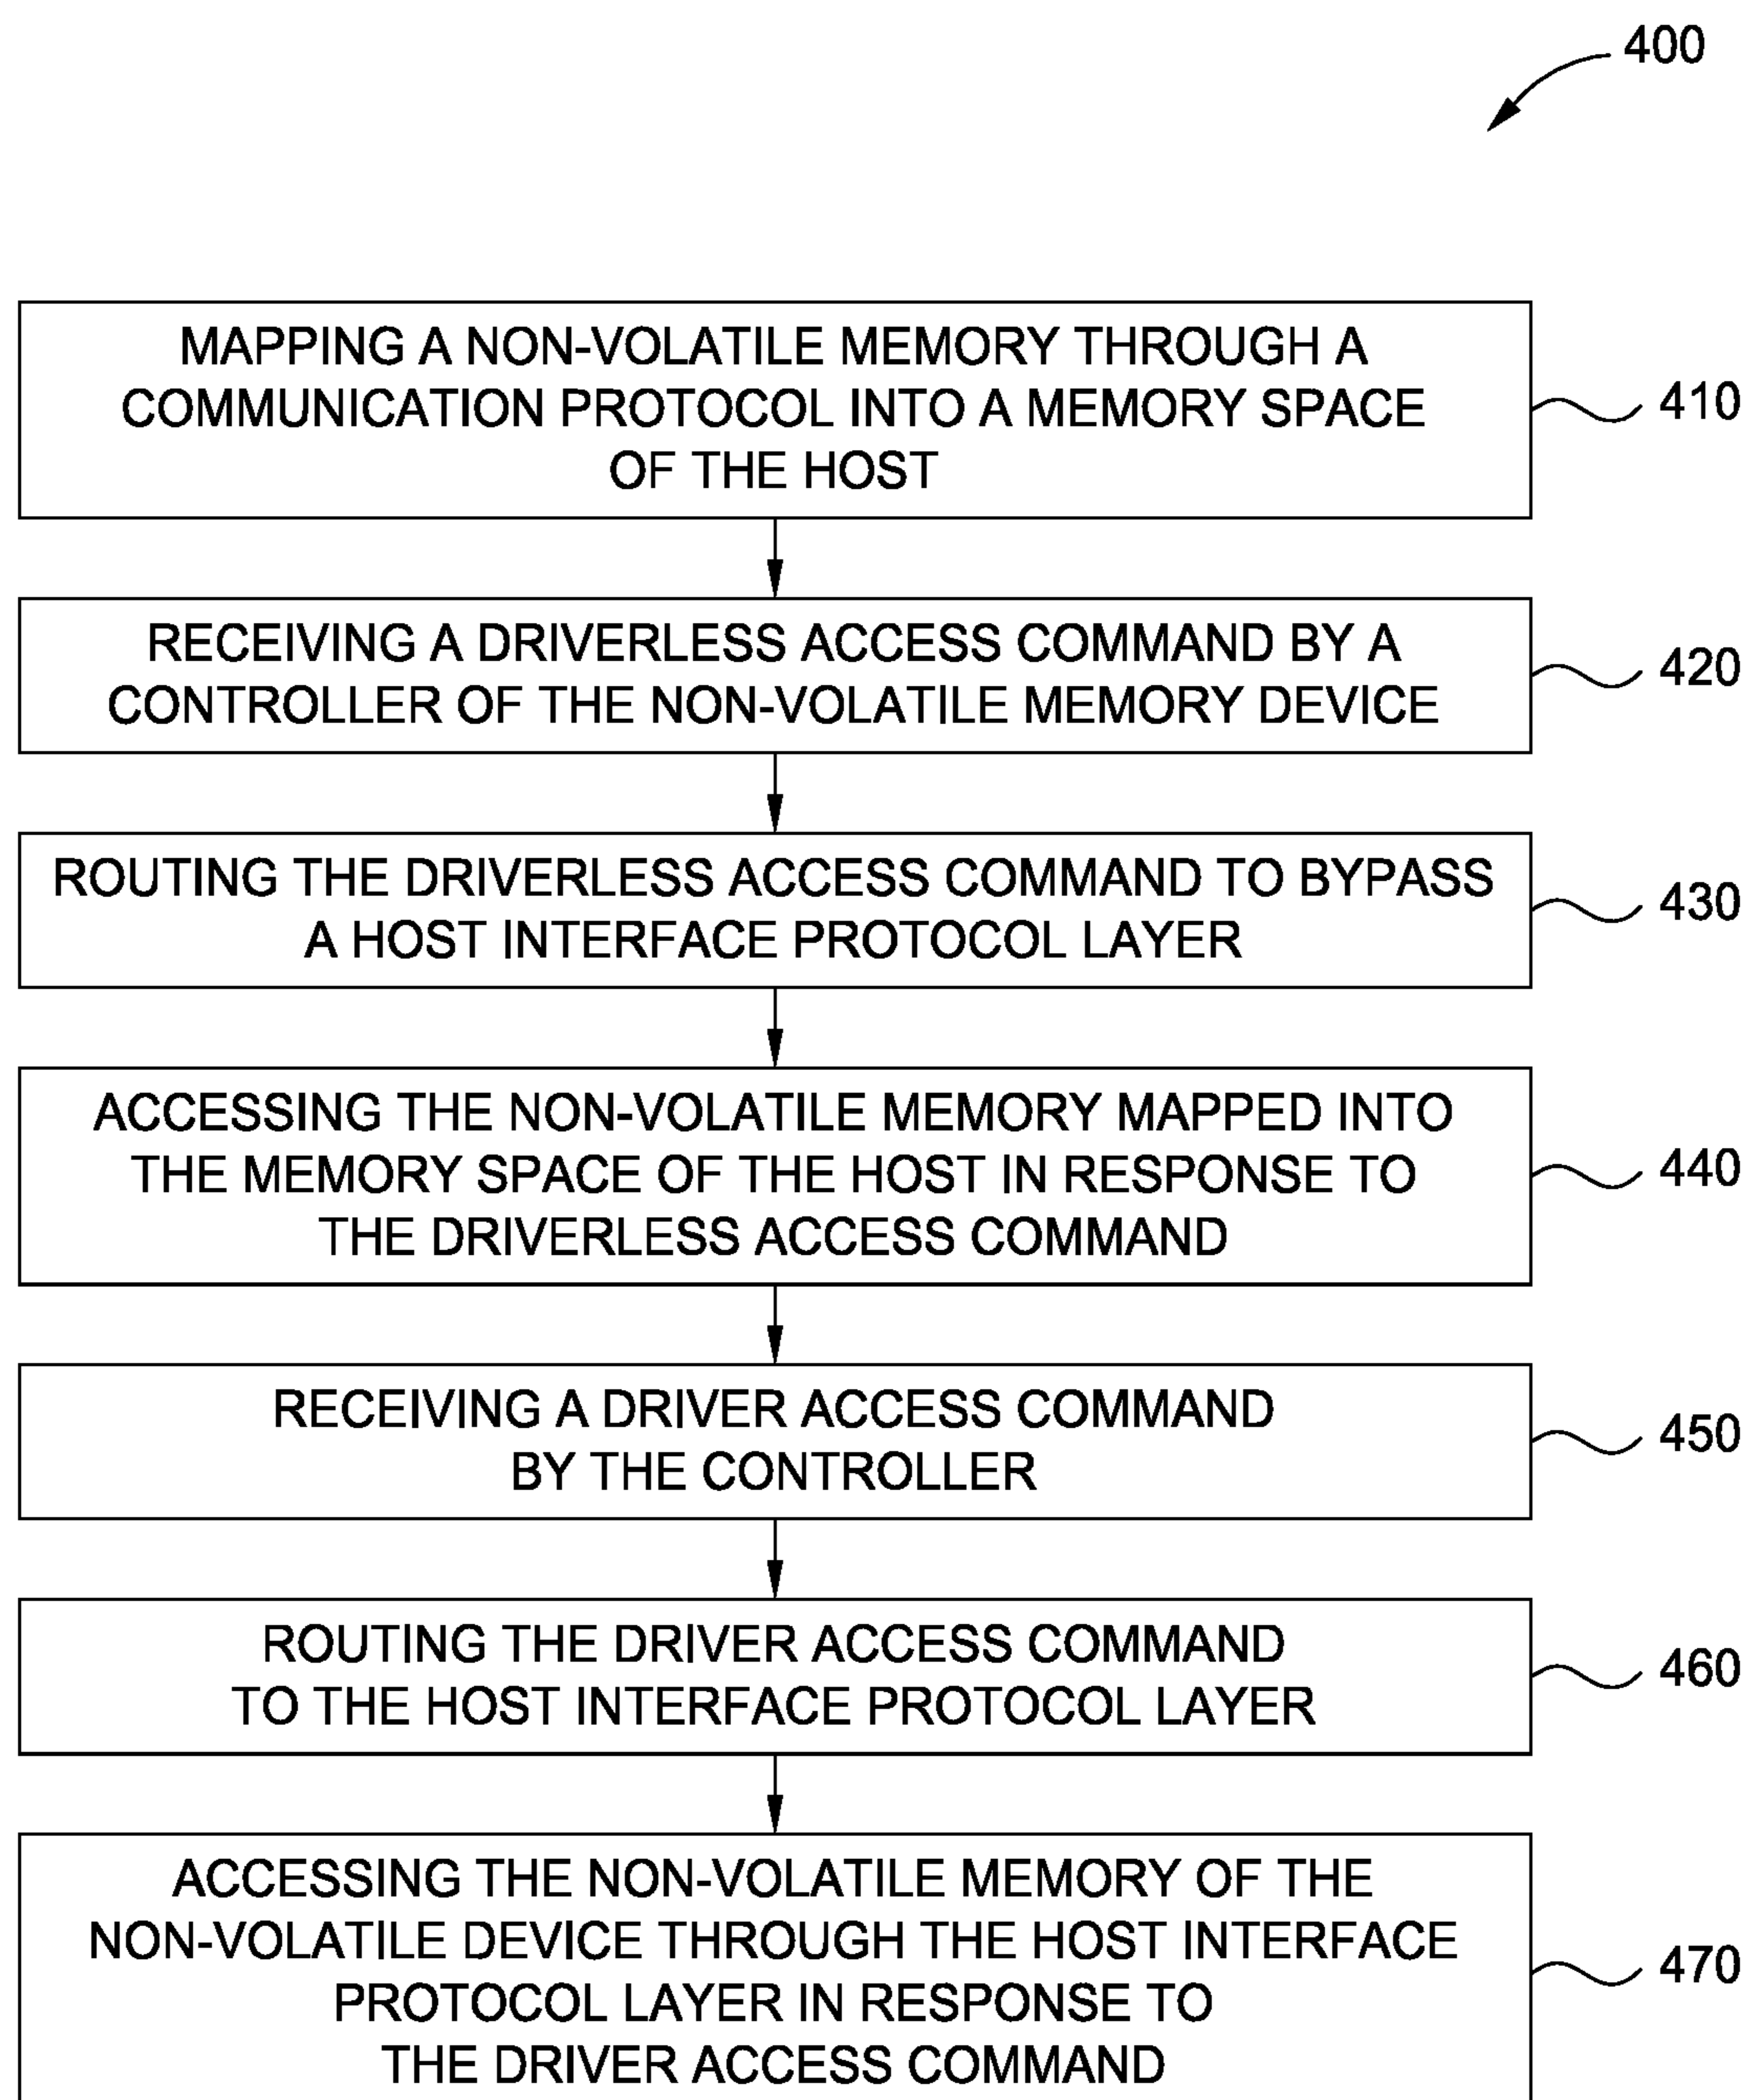 400
MAPPING A NON-VOLATILE MEMORY THROUGH A
COMMUNICATION PROTOCOL INTO A MEMORY SPACE
OF THE HOST
410
RECEIVING A DRIVERLESS ACCESS COMMAND BY A
CONTROLLER OF THE NON-VOLATILE MEMORY DEVICE
420
ROUTING THE DRIVERLESS ACCESS COMMAND TO BYPASS
A HOST INTERFACE PROTOCOL LAYER
430
ACCESSING THE NON-VOLATILE MEMORY MAPPED INTO
THE MEMORY SPACE OF THE HOST IN RESPONSE TO
THE DRIVERLESS ACCESS COMMAND
440
RECEIVING A DRIVER ACCESS COMMAND
BY THE CONTROLLER
450
ROUTING THE DRIVER ACCESS COMMAND
TO THE HOST INTERFACE PROTOCOL LAYER
460
ACCESSING THE NON-VOLATILE MEMORY OF THE
NON-VOLATILE DEVICE THROUGH THE HOST INTERFACE
PROTOCOL LAYER IN RESPONSE TO
THE DRIVER ACCESS COMMAND
470